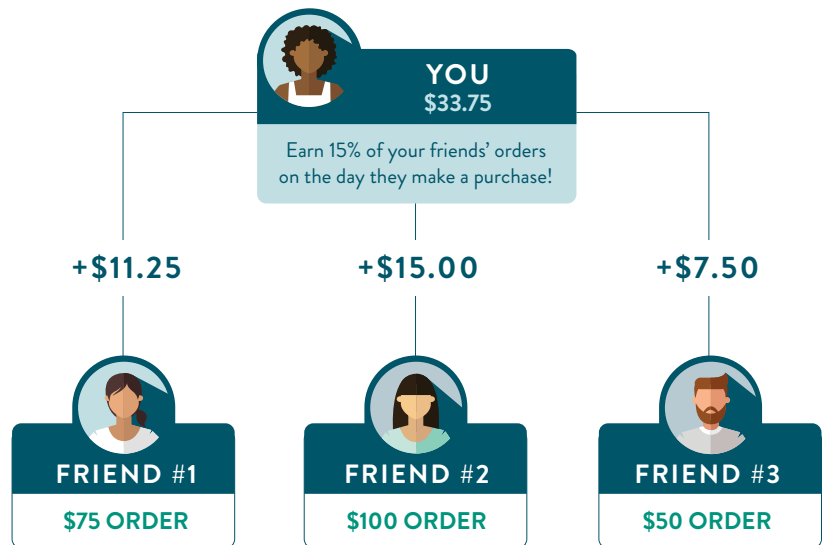 YOU
$33.75
Earn 15% of your friends’ orders
on the day they make a purchase!
+$11.25
+$15.00
+$7.50
FRIEND #1
FRIEND #2
FRIEND #3
$75 ORDER
$100 ORDER
$50 ORDER